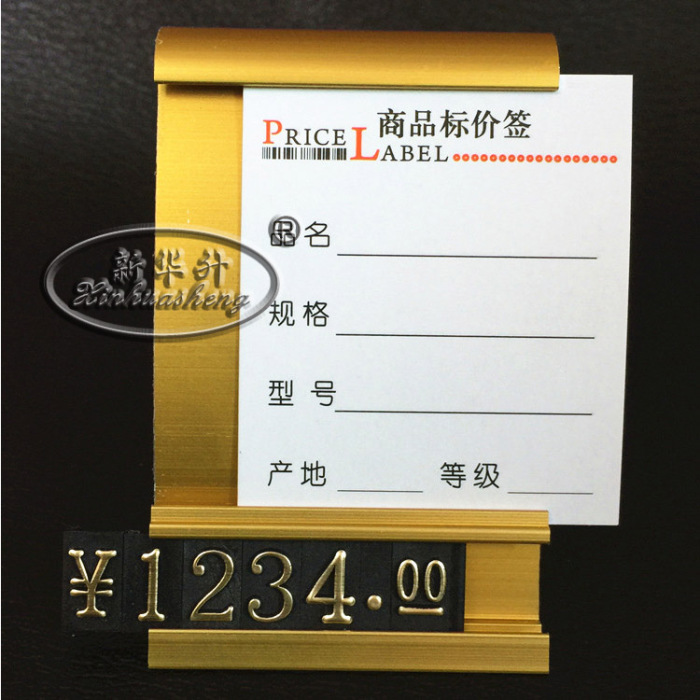 商品标价签
PRICE LABEL
品名
规格
型号
产地 等级
新华升
Xinhuasheng
®
¥1234.00